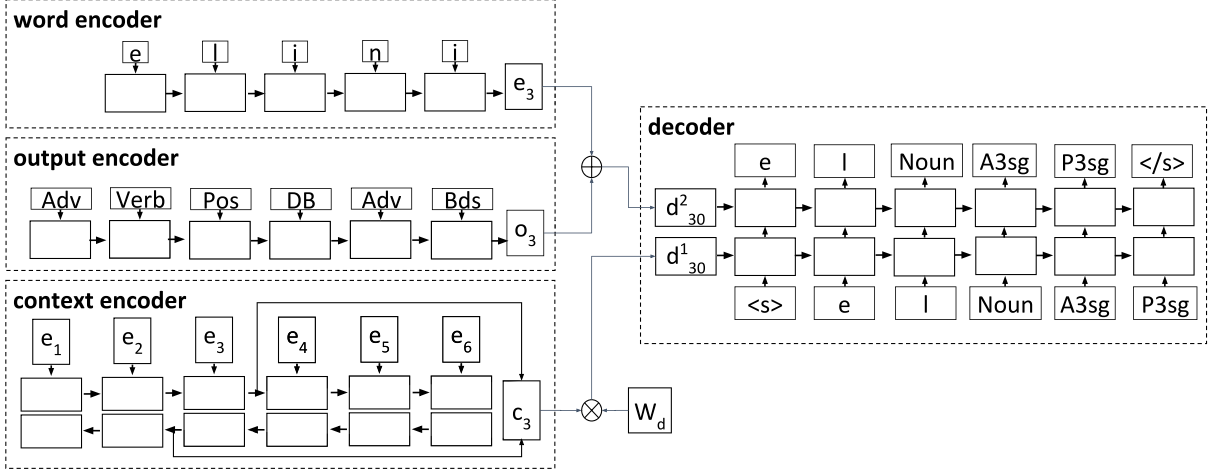 word encoder
e l i n i
e3
output encoder
Adv Verb Pos DB Adv Bds
o3
context encoder
e1 e2 e3 e4 e5 e6
c3
Wd
decoder
e l Noun A3sg P3sg </s>
d²30
d¹30
<s> e l Noun A3sg P3sg